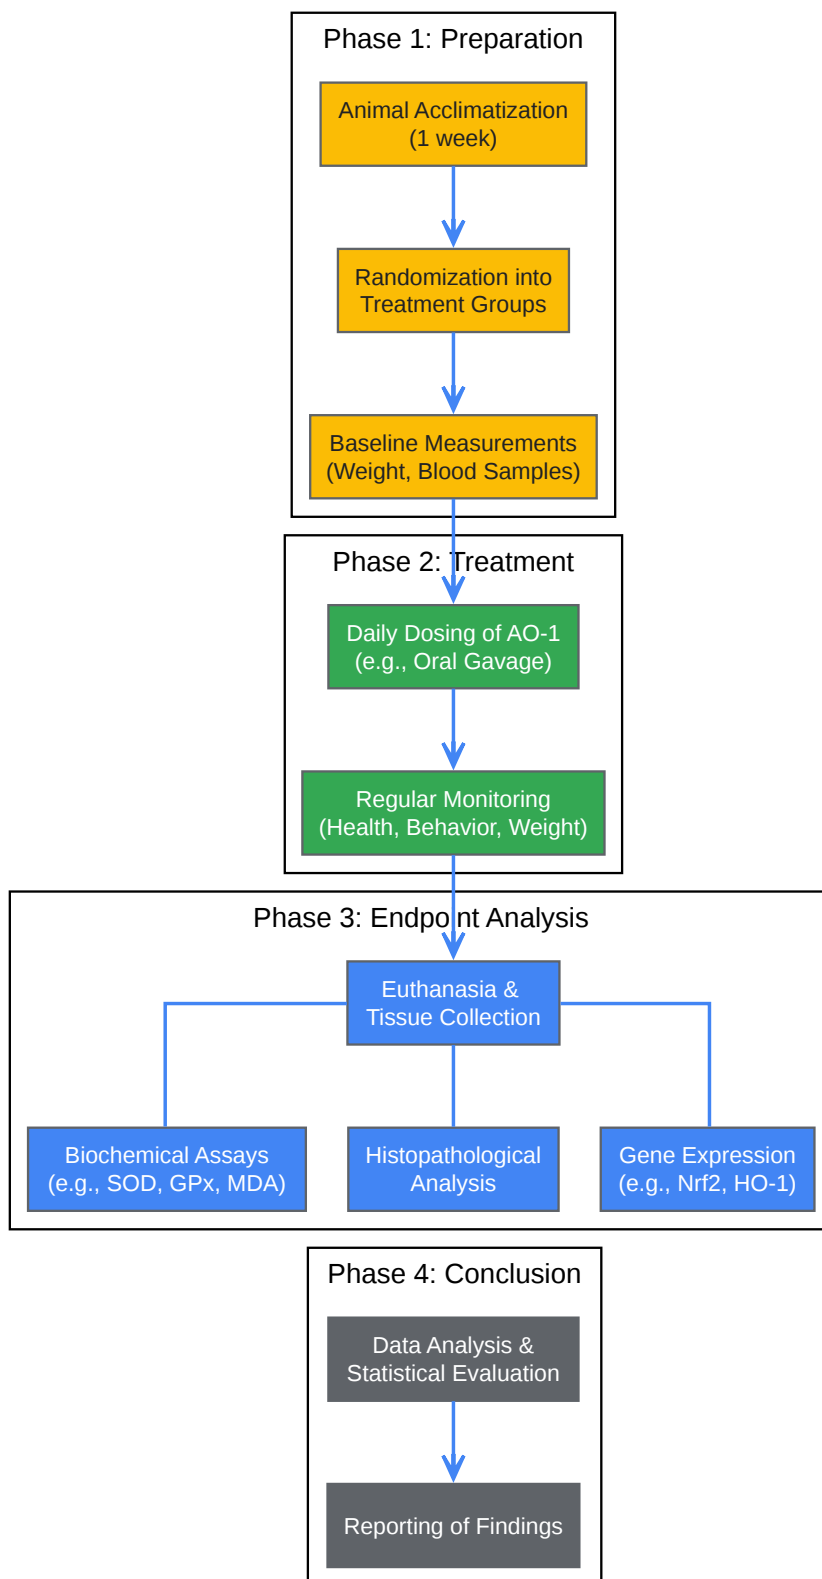 Phase 1: Preparation
Animal Acclimatization
(1 week)
Randomization into
Treatment Groups
Baseline Measurements
(Weight, Blood Samples)
Phase 2: Treatment
Daily Dosing of AO-1
(e.g., Oral Gavage)
Regular Monitoring
(Health, Behavior, Weight)
Phase 3: Endpoint Analysis
Euthanasia &
Tissue Collection
Biochemical Assays
(e.g., SOD, GPx, MDA)
Histopathological
Analysis
Gene Expression
(e.g., Nrf2, HO-1)
Phase 4: Conclusion
Data Analysis &
Statistical Evaluation
Reporting of Findings